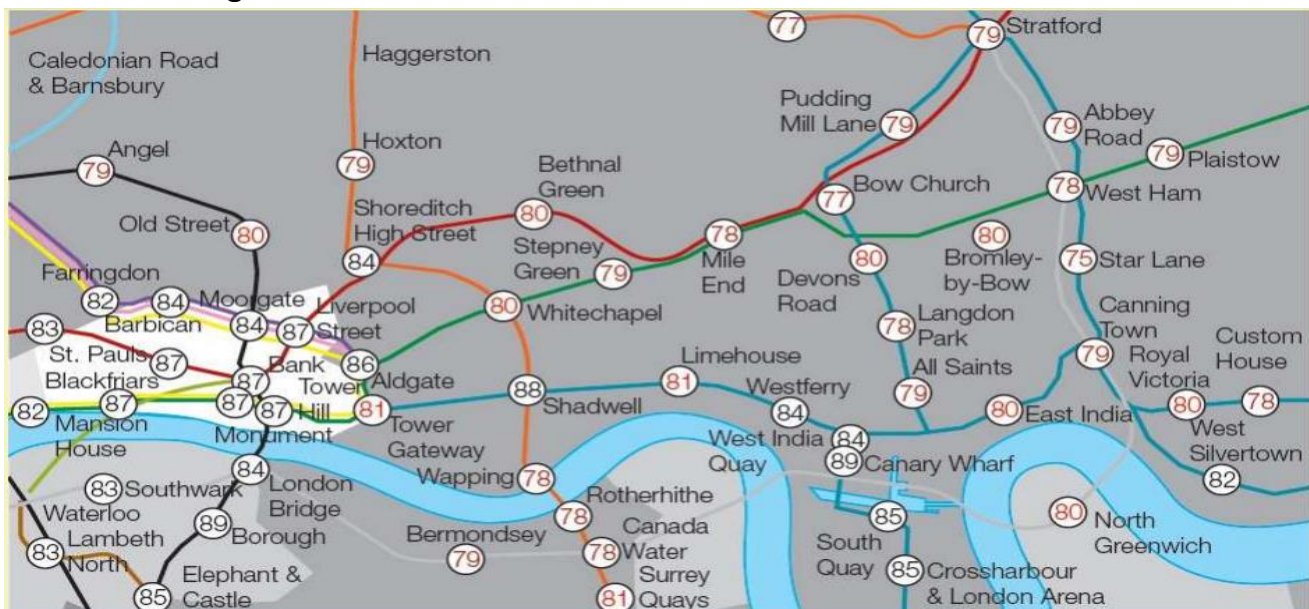 77
79
Stratford
Caledonian Road
& Barnsbury
Haggerston
Pudding
Mill Lane
79
Abbey
Road
79
79
Plaistow
Angel
79
Hoxton
79
Bethnal
Green
80
Bow Church
77
78
West Ham
Old Street
80
Shoreditch
High Street
84
Stepney
Green
79
78
Mile
End
Devons
Road
80
80
Bromley-
by-Bow
75
Star Lane
Farringdon
82
84
Barbican
Moorgate
84
87
Liverpool
Street
80
Whitechapel
78
Langdon
Park
Canning
Town
79
83
St. Pauls
87
86
Aldgate
Limehouse
81
All Saints
79
Royal
Victoria
80
Custom
House
78
Blackfriars
87
Bank
87
87
87
Tower
Hill
Monument
81
Tower
Gateway
88
Shadwell
Westferry
84
80
East India
82
Mansion
House
West India
Quay
84
89
Canary Wharf
West
Silvertown
82
83
Southwark
84
London
Bridge
Wapping
78
Rotherhithe
78
Waterloo
Lambeth
North
83
89
Borough
Bermondsey
79
Canada
Water
78
85
South
Quay
80
North
Greenwich
85
Elephant &
Castle
Surrey
Quays
81
85
Crossharbour
& London Arena